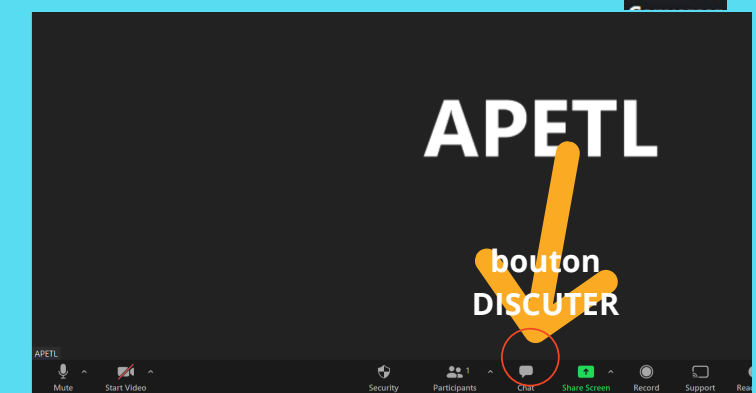 APETL
bouton
DISCUTER
APETL
1
Mute
Start Video
Security
Participants
Chat
Share Screen
Record
Support